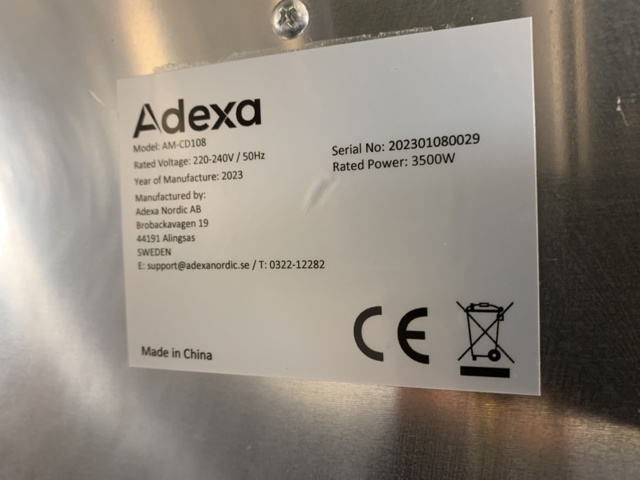 Adexa
Model: AM-CD108
Rated Voltage: 220-240V / 50Hz
Year of Manufacture: 2023
Manufactured by:
Adexa Nordic AB
Brobackavagen 19
44191 Alingsas
SWEDEN
E: support@adexanordic.se / T: 0322-12282
Serial No: 202301080029
Rated Power: 3500W
Made in China
CE